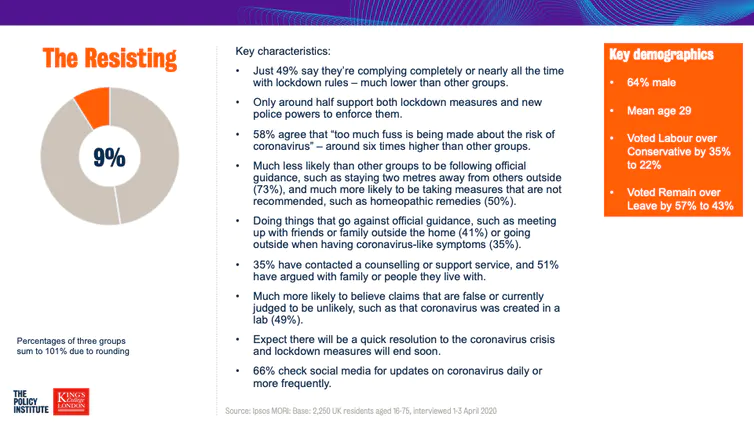 The Resisting
9%
Percentages of three groups
sum to 101% due to rounding
THE
POLICY
INSTITUTE
KING'S
College
LONDON
Key characteristics:
• Just 49% say they're complying completely or nearly all the time
with lockdown rules – much lower than other groups.
• Only around half support both lockdown measures and new
police powers to enforce them.
• 58% agree that “too much fuss is being made about the risk of
coronavirus” – around six times higher than other groups.
• Much less likely than other groups to be following official
guidance, such as staying two metres away from others outside
(73%), and much more likely to be taking measures that are not
recommended, such as homeopathic remedies (50%).
• Doing things that go against official guidance, such as meeting
up with friends or family outside the home (41%) or going
outside when having coronavirus-like symptoms (35%).
• 35% have contacted a counselling or support service, and 51%
have argued with family or people they live with.
• Much more likely to believe claims that are false or currently
judged to be unlikely, such as that coronavirus was created in a
lab (49%).
• Expect there will be a quick resolution to the coronavirus crisis
and lockdown measures will end soon.
• 66% check social media for updates on coronavirus daily or
more frequently.
Source: Ipsos MORI: Base: 2,250 UK residents aged 16-75, interviewed 1-3 April 2020
Key demographics
• 64% male
• Mean age 29
• Voted Labour over
Conservative by 35%
to 22%
• Voted Remain over
Leave by 57% to 43%